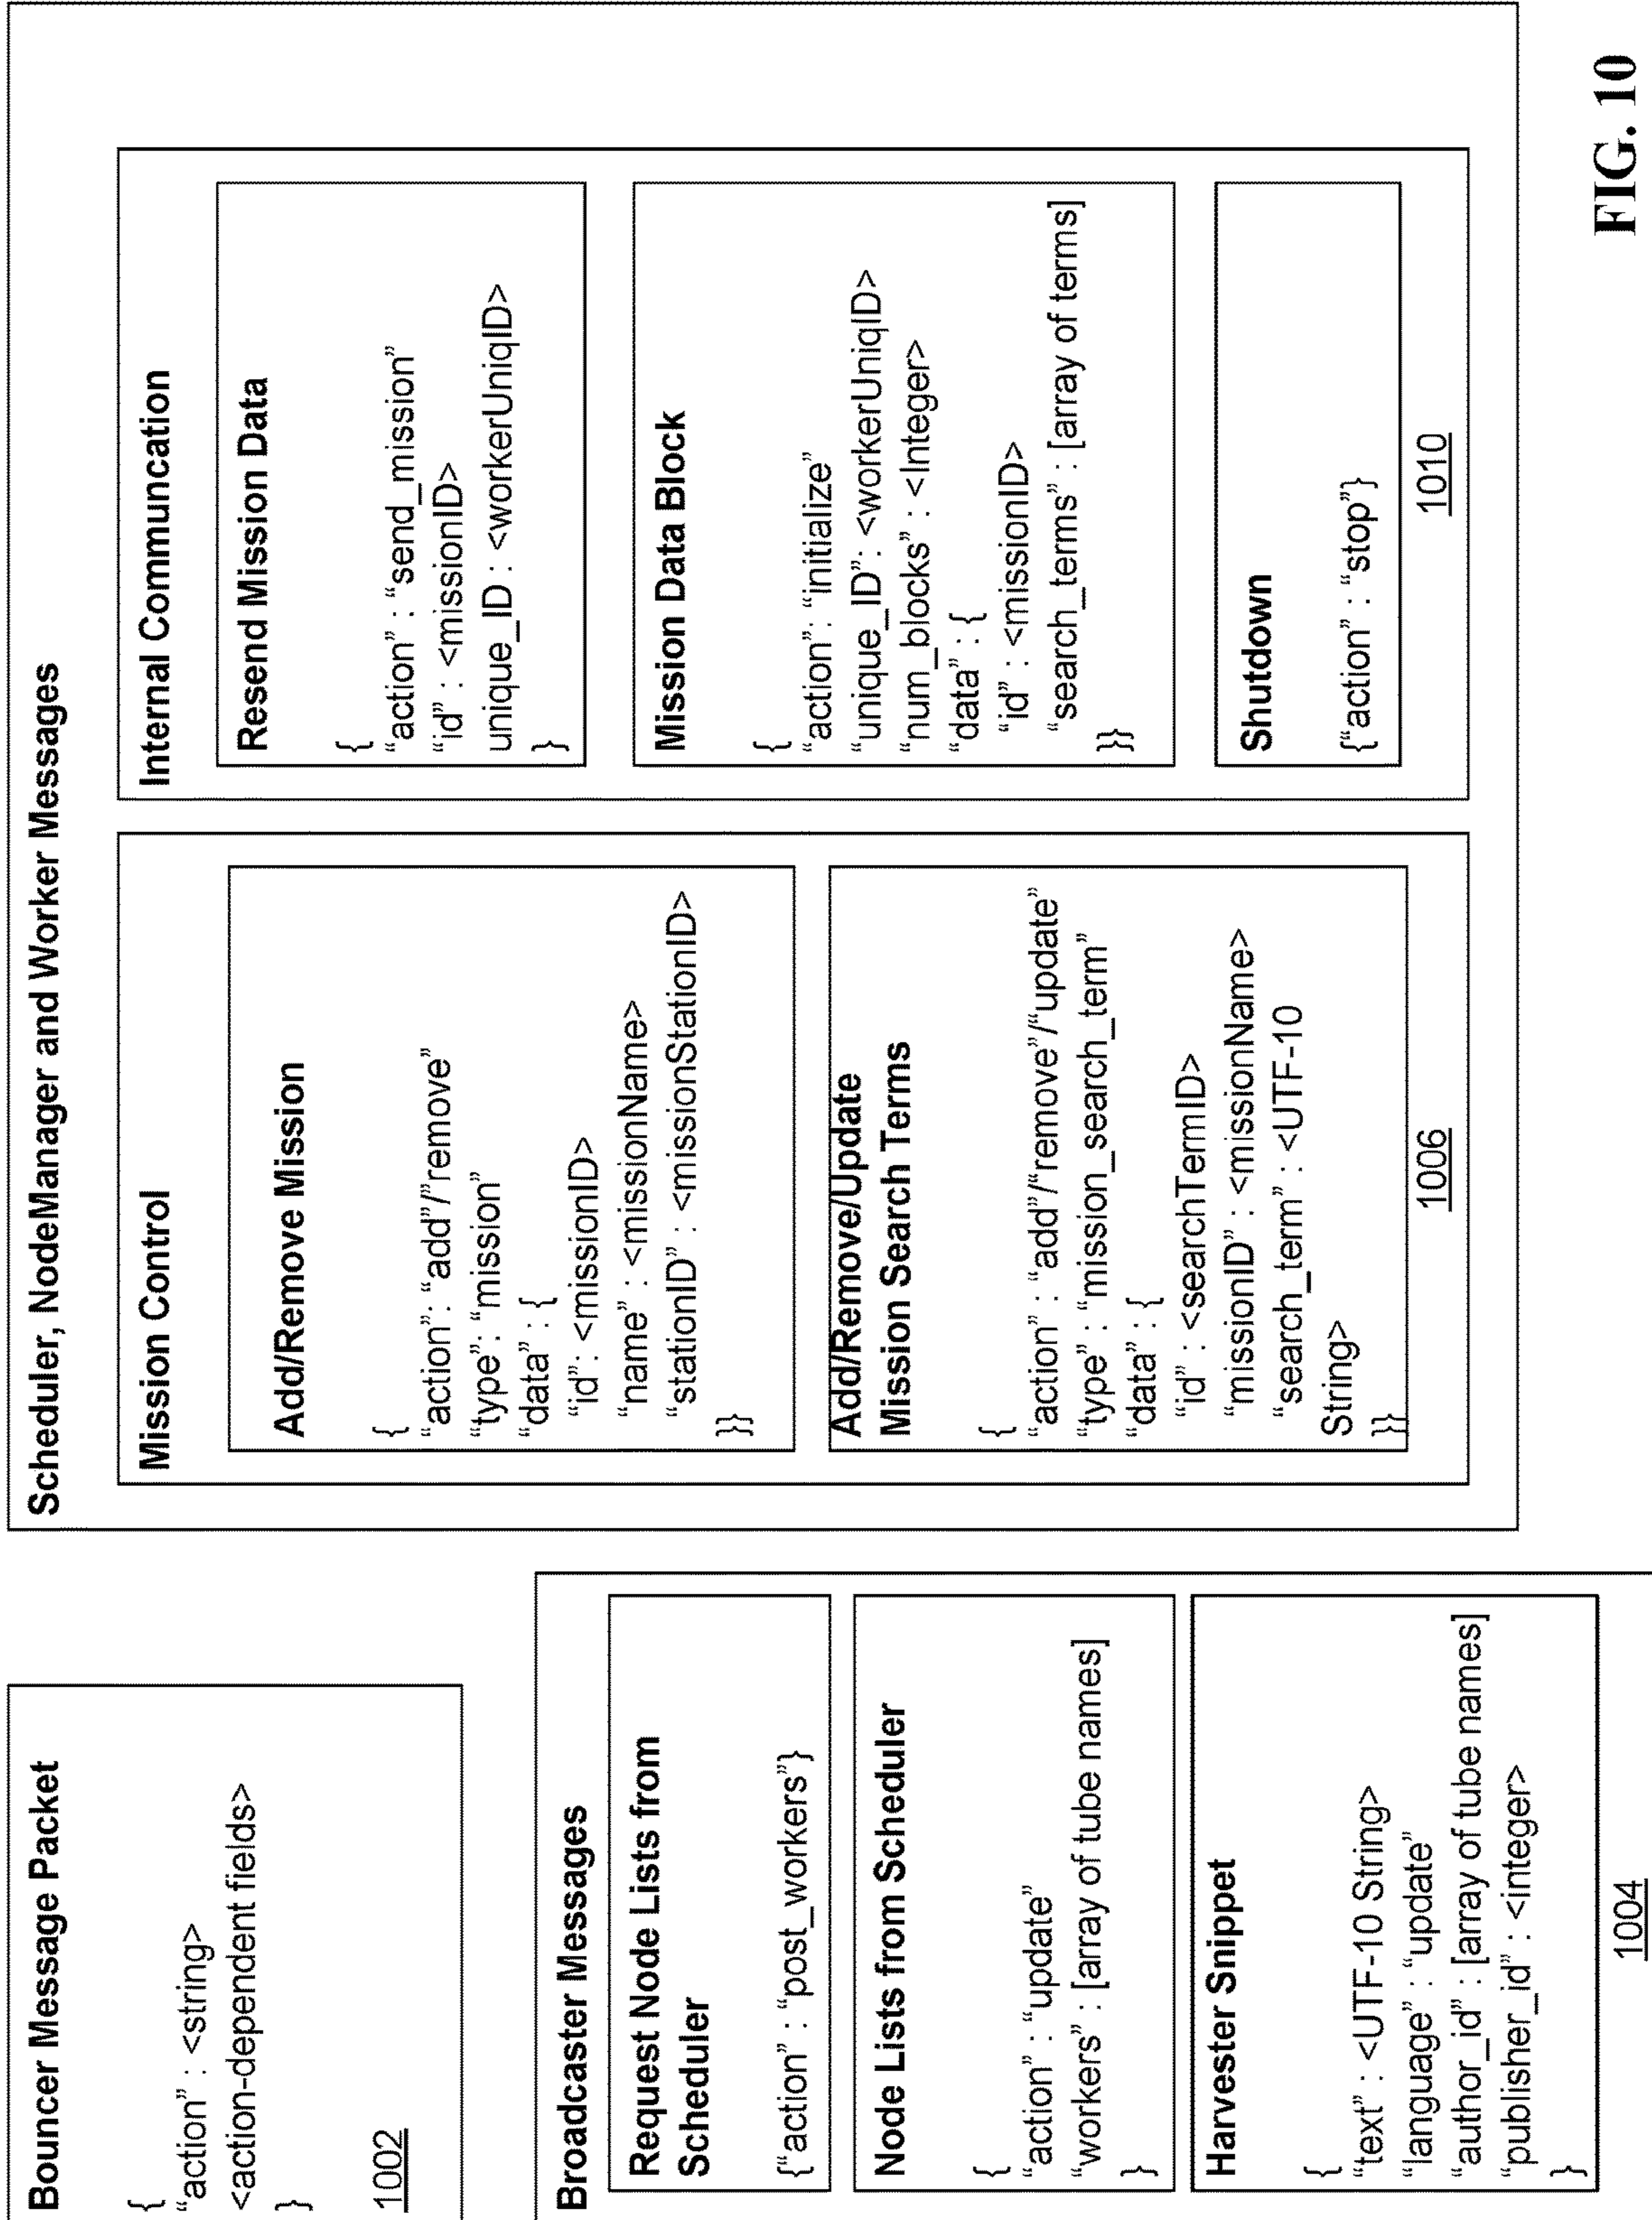 Bouncer Message Packet
{
“action” : <string>
<action-dependent fields>
}
1002
Broadcaster Messages
Request Node Lists from
Scheduler
{“action” : “post_workers”}
Node Lists from Scheduler
{
“action” : “update”
“workers” : [array of tube names]
}
Harvester Snippet
{
“text” : <UTF-10 String>
“language” : “update”
“author_id” : [array of tube names]
“publisher_id” : <integer>
}
1004
Scheduler, NodeManager and Worker Messages
Mission Control
Add/Remove Mission
{
“action” : “add”/”remove”
“type” : “mission”
“data” : {
“id” : <missionID>
“name” : <missionName>
“stationID” : <missionStationID>
}}
Add/Remove/Update
Mission Search Terms
{
“action” : “add”/“remove”/“update”
“type” : “mission_search_term”
“data” : {
“id” : <searchTermID>
“missionID” : <missionName>
“search_term” : <UTF-10
String>
}}
1006
Internal Communcation
Resend Mission Data
{
“action” : “send_mission”
“id” : <missionID>
unique_ID : <workerUniqID>
}
Mission Data Block
{
“action” : “initialize”
“unique_ID” : <workerUniqID>
“num_blocks” : <Integer>
“data” : {
“id” : <missionID>
“search_terms” : [array of terms]
}}
Shutdown
{“action” : “stop”}
1010
FIG. 10